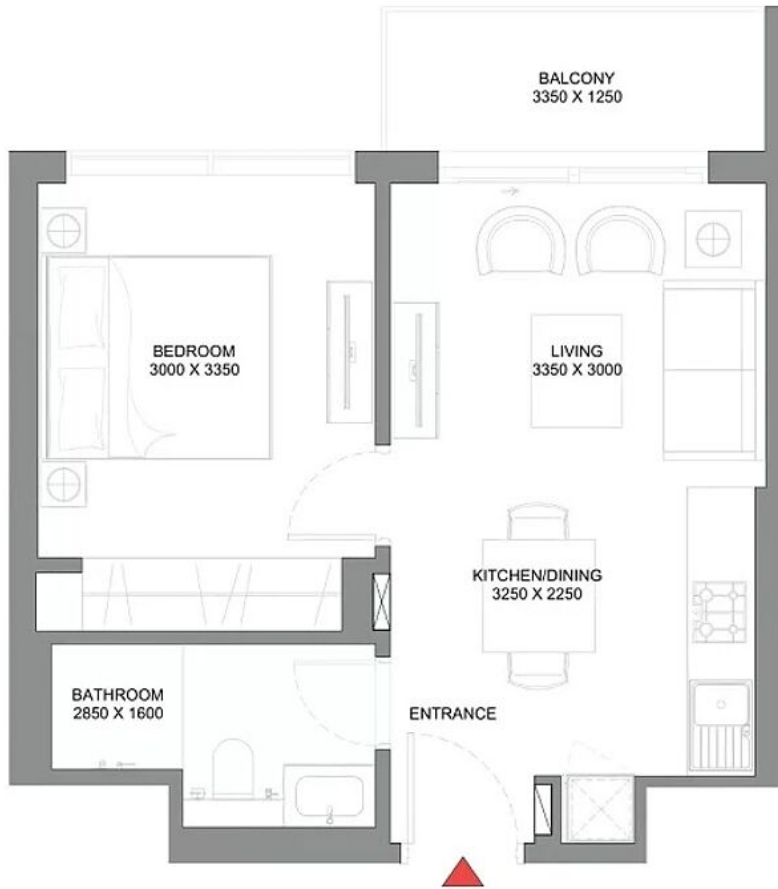 BALCONY
3350 X 1250
BEDROOM
3000 X 3350
LIVING
3350 X 3000
KITCHEN/DINING
3250 X 2250
BATHROOM
2850 X 1600
ENTRANCE